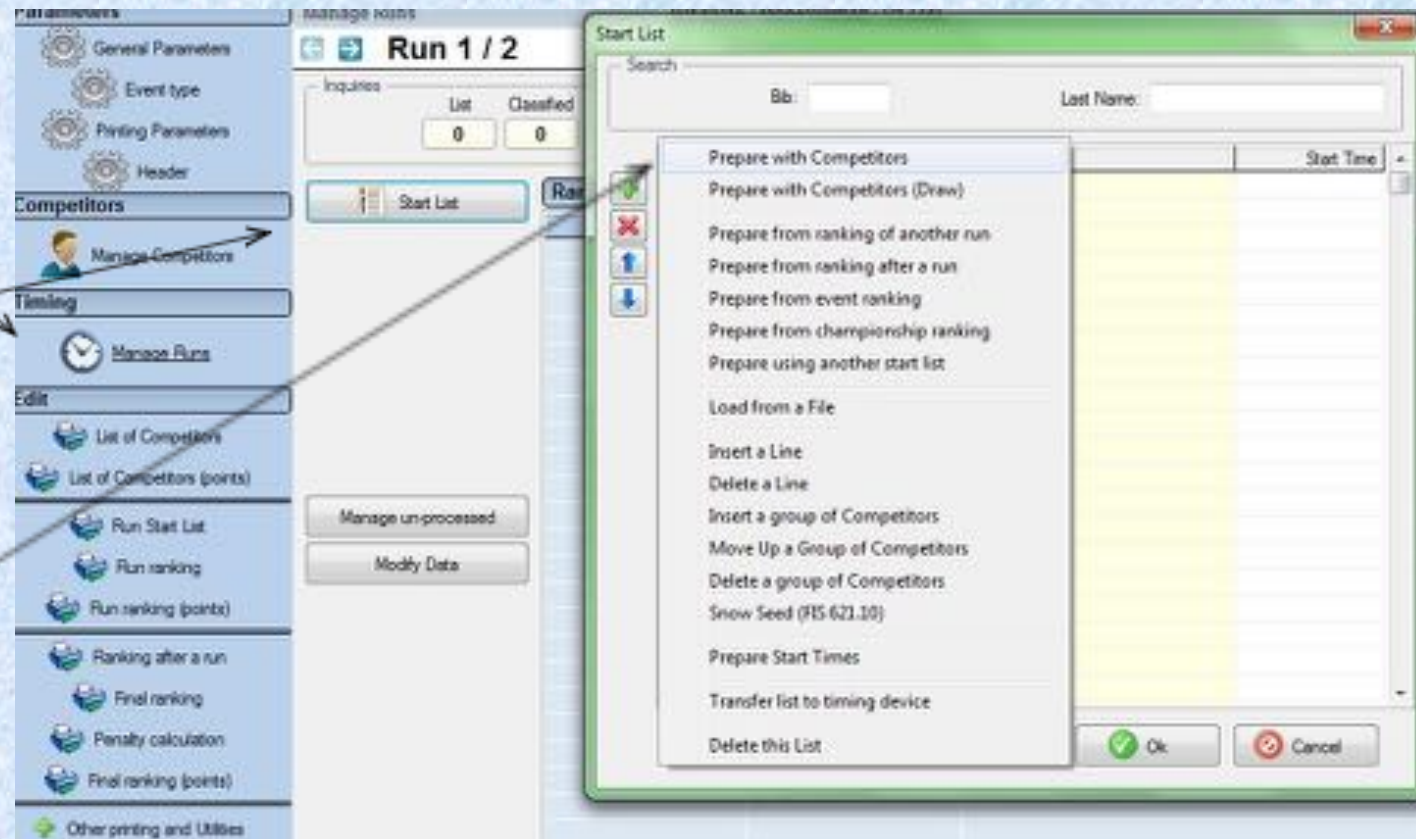 Parameters
General Parameters
Event type
Printing Parameters
Header
Competitors
Manage Competitors
Timing
Manage Runs
Edit
List of Competitors
List of Competitors (points)
Run Start List
Run ranking
Run ranking (points)
Ranking after a run
Final ranking
Penalty calculation
Final ranking (points)
Other printing and Utilities
Manage Runs
Run 1 / 2
Inquiries
List Classified
0 0
Start List
Manage un-processed
Modify Data
Start List
Search
Bib: Last Name:
Start Time
Prepare with Competitors
Prepare with Competitors (Draw)
Prepare from ranking of another run
Prepare from ranking after a run
Prepare from event ranking
Prepare from championship ranking
Prepare using another start list
Load from a File
Insert a Line
Delete a Line
Insert a group of Competitors
Move Up a Group of Competitors
Delete a group of Competitors
Snow Seed (FIS 621.10)
Prepare Start Times
Transfer list to timing device
Delete this List
Ok Cancel